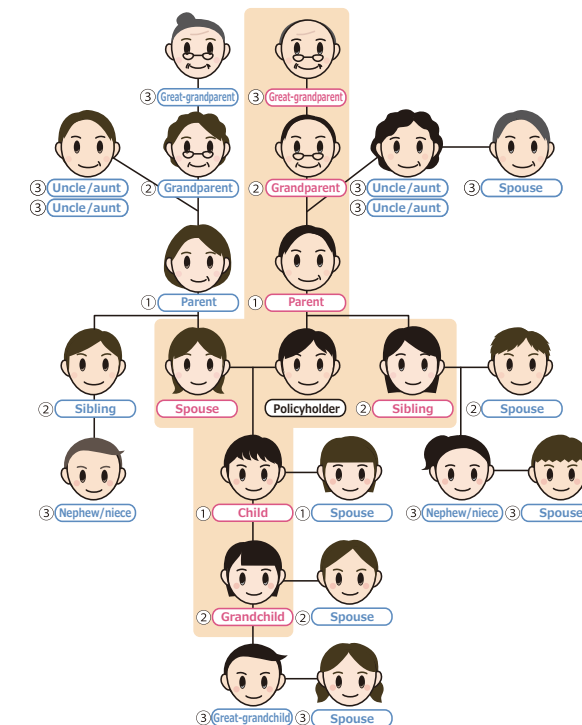 ③ Great-grandparent ③ Great-grandparent
③ Uncle/aunt ② Grandparent ② Grandparent ③ Uncle/aunt ③ Spouse
③ Uncle/aunt ③ Uncle/aunt
① Parent ① Parent
② Sibling Spouse Policyholder ② Sibling ② Spouse
③ Nephew/niece ① Child ① Spouse ③ Nephew/niece ③ Spouse
② Grandchild ② Spouse
③ Great-grandchild ③ Spouse